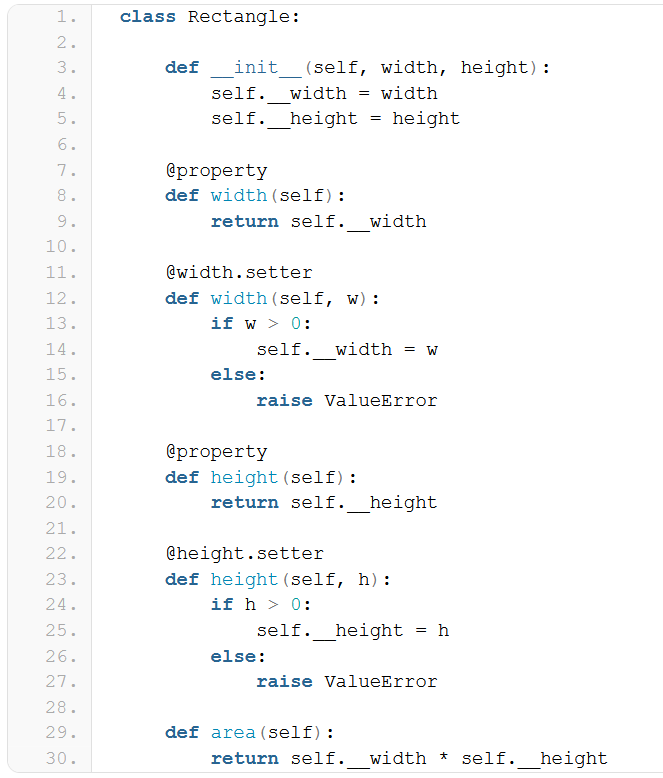 1. class Rectangle:
2.
3.     def __init__(self, width, height):
4.         self.__width = width
5.         self.__height = height
6.
7.     @property
8.     def width(self):
9.         return self.__width
10.
11.     @width.setter
12.     def width(self, w):
13.         if w > 0:
14.             self.__width = w
15.         else:
16.             raise ValueError
17.
18.     @property
19.     def height(self):
20.         return self.__height
21.
22.     @height.setter
23.     def height(self, h):
24.         if h > 0:
25.             self.__height = h
26.         else:
27.             raise ValueError
28.
29.     def area(self):
30.         return self.__width * self.__height